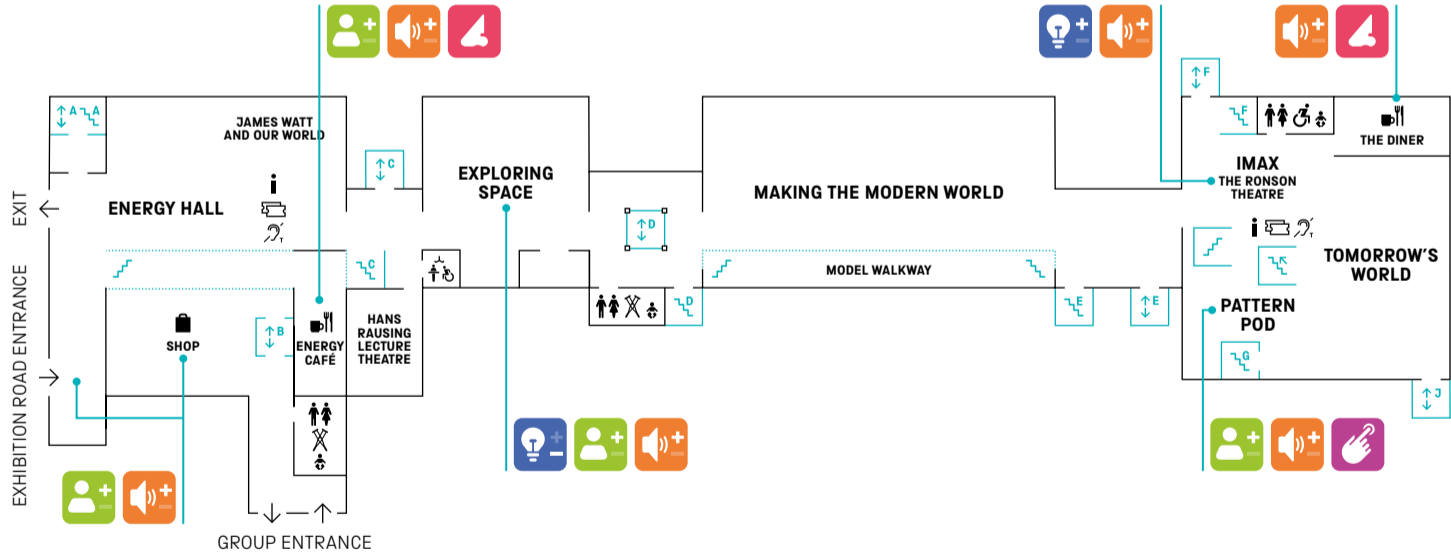 A
A
JAMES WATT
AND OUR WORLD
C
EXPLORING
SPACE
MAKING THE MODERN WORLD
F
F
THE DINER
IMAX
THE RONSON
THEATRE
EXIT
ENERGY HALL
T
D
T
C
MODEL WALKWAY
TOMORROW'S
WORLD
EXHIBITION ROAD ENTRANCE
SHOP
B
ENERGY
CAFÉ
HANS
RAUSING
LECTURE
THEATRE
D
E
E
PATTERN
POD
G
J
GROUP ENTRANCE